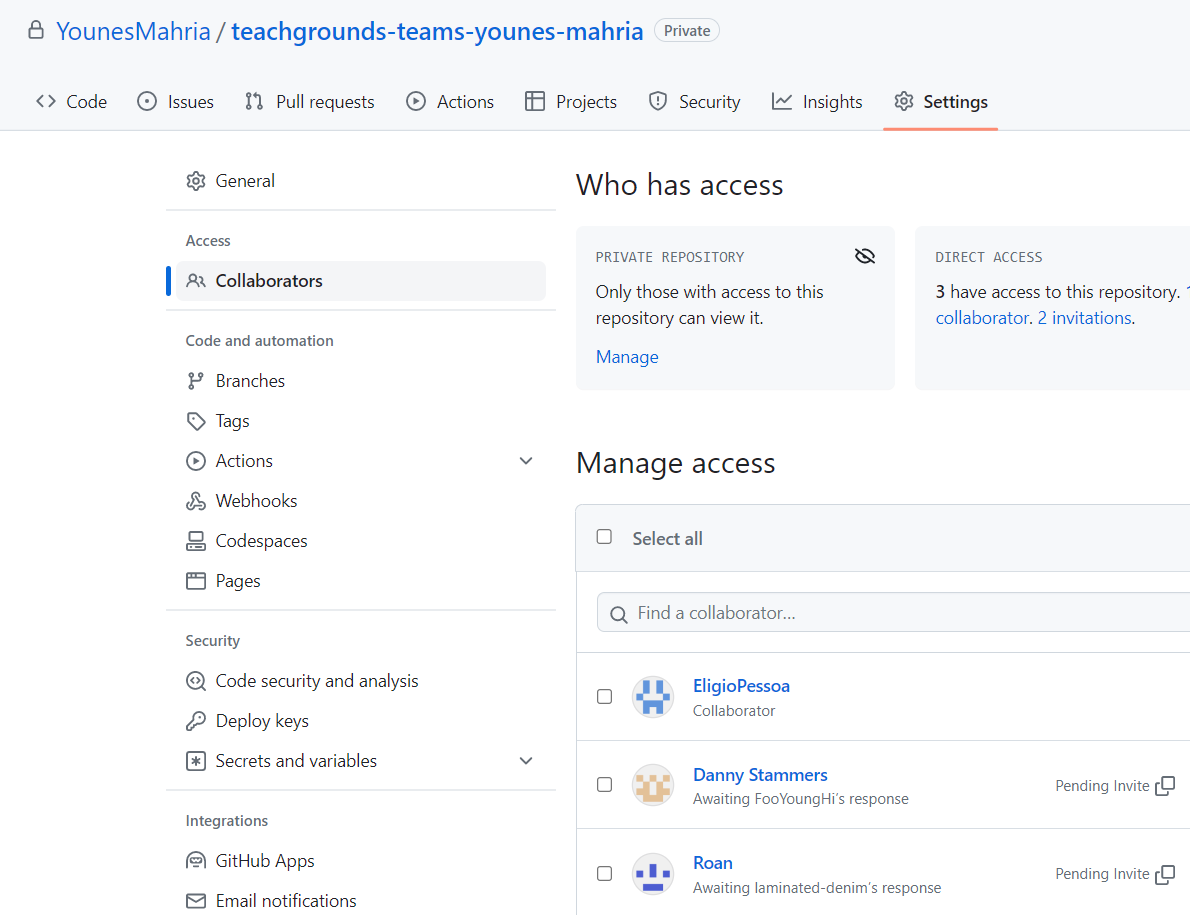 YounesMahria / teachgrounds-teams-younes-mahria Private
Code Issues Pull requests Actions Projects Security Insights Settings
General
Access
Collaborators
Code and automation
Branches
Tags
Actions
Webhooks
Codespaces
Pages
Security
Code security and analysis
Deploy keys
Secrets and variables
Integrations
GitHub Apps
Email notifications
Who has access
PRIVATE REPOSITORY
Only those with access to this
repository can view it.
Manage
DIRECT ACCESS
3 have access to this repository.
collaborator. 2 invitations.
Manage access
Select all
Find a collaborator...
EligioPessoa
Collaborator
Danny Stammers
Awaiting FooYoungHi's response
Pending Invite
Roan
Awaiting laminated-denim's response
Pending Invite